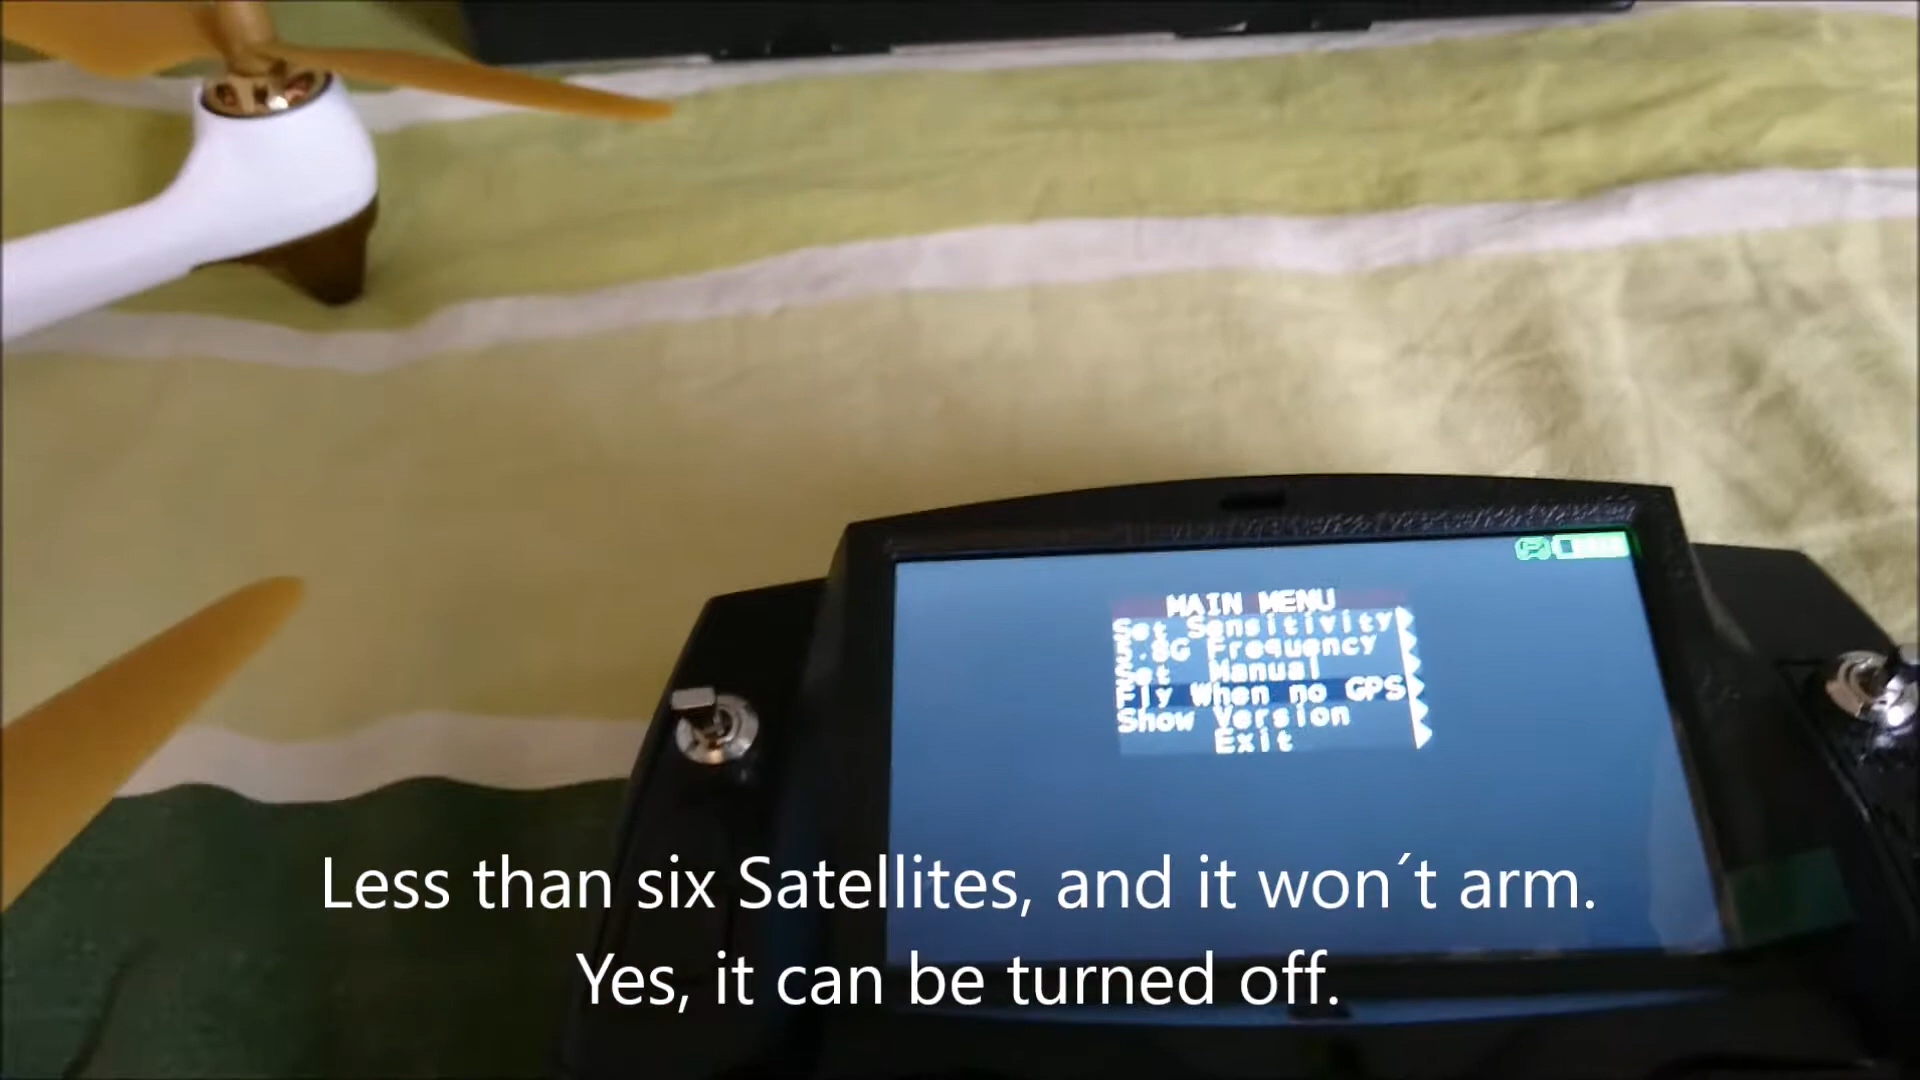 MAIN MENU
Set Sensitivity
5.8G Frequency
Set Manual
Fly When no GPS
Show Version
Exit
Less than six Satellites, and it won´t arm.
Yes, it can be turned off.